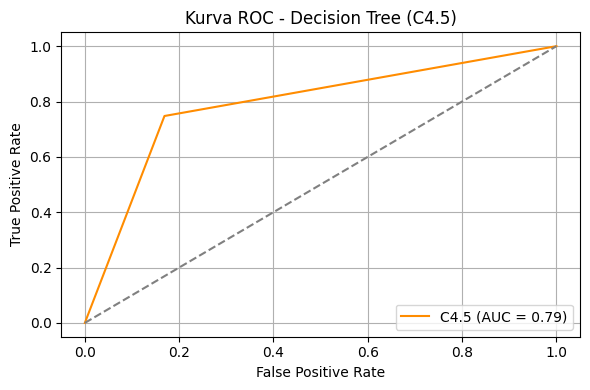 Kurva ROC - Decision Tree (C4.5)
True Positive Rate
1.0
0.8
0.6
0.4
0.2
0.0
C4.5 (AUC = 0.79)
0.0 0.2 0.4 0.6 0.8 1.0
False Positive Rate